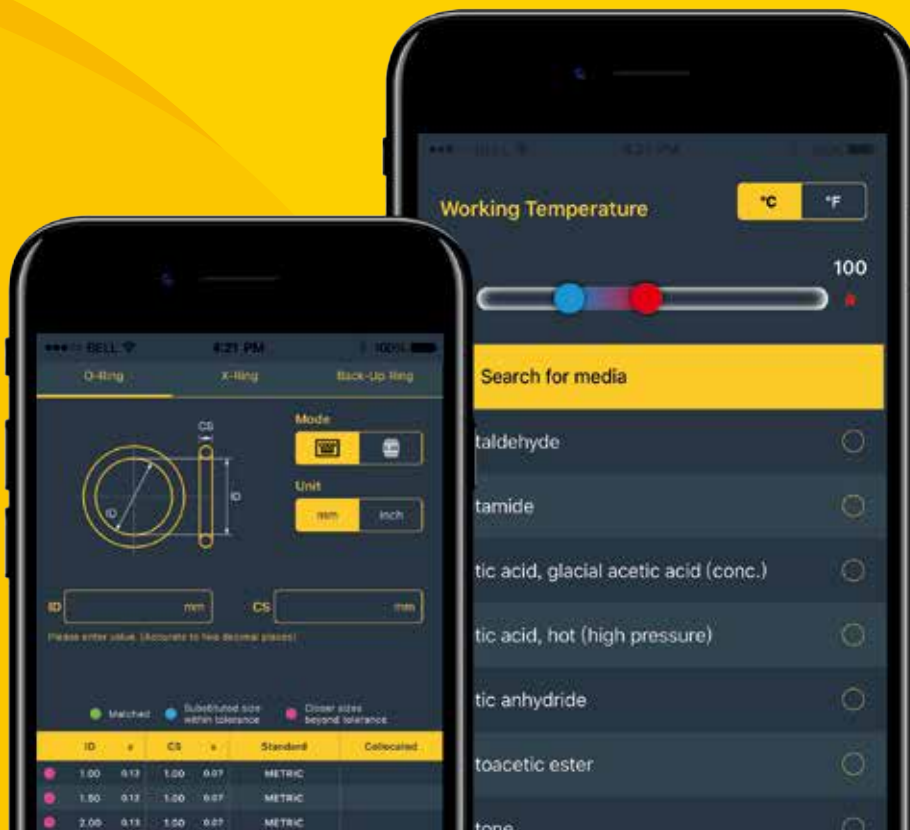 Working Temperature
°C
°F
100
Search for media
taldehyde
tamide
tic acid, glacial acetic acid (conc.)
tic acid, hot (high pressure)
tic anhydride
toacetic ester
tone
BELL
4:21 PM
100%
O-Ring
X-Ring
Back-Up Ring
CS
ID
ID
Mode
Unit
mm
inch
ID
mm
CS
mm
Please enter value. (Accurate to two decimal places)
Matched
Substituted size
within tolerance
Closer sizes
beyond tolerance
ID ± CS ± Standard Collocated
1.00 0.13 1.00 0.07 METRIC
1.50 0.13 1.00 0.07 METRIC
2.00 0.13 1.00 0.07 METRIC